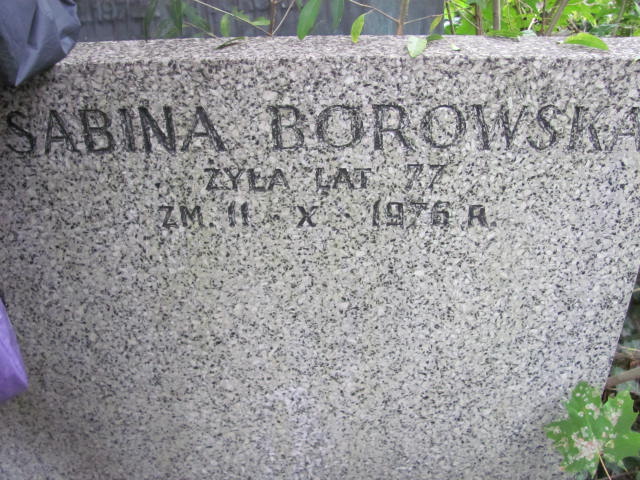 SABINA BOROWSKA
ŻYŁA LAT 77
ZM. 11 X 1976 R.